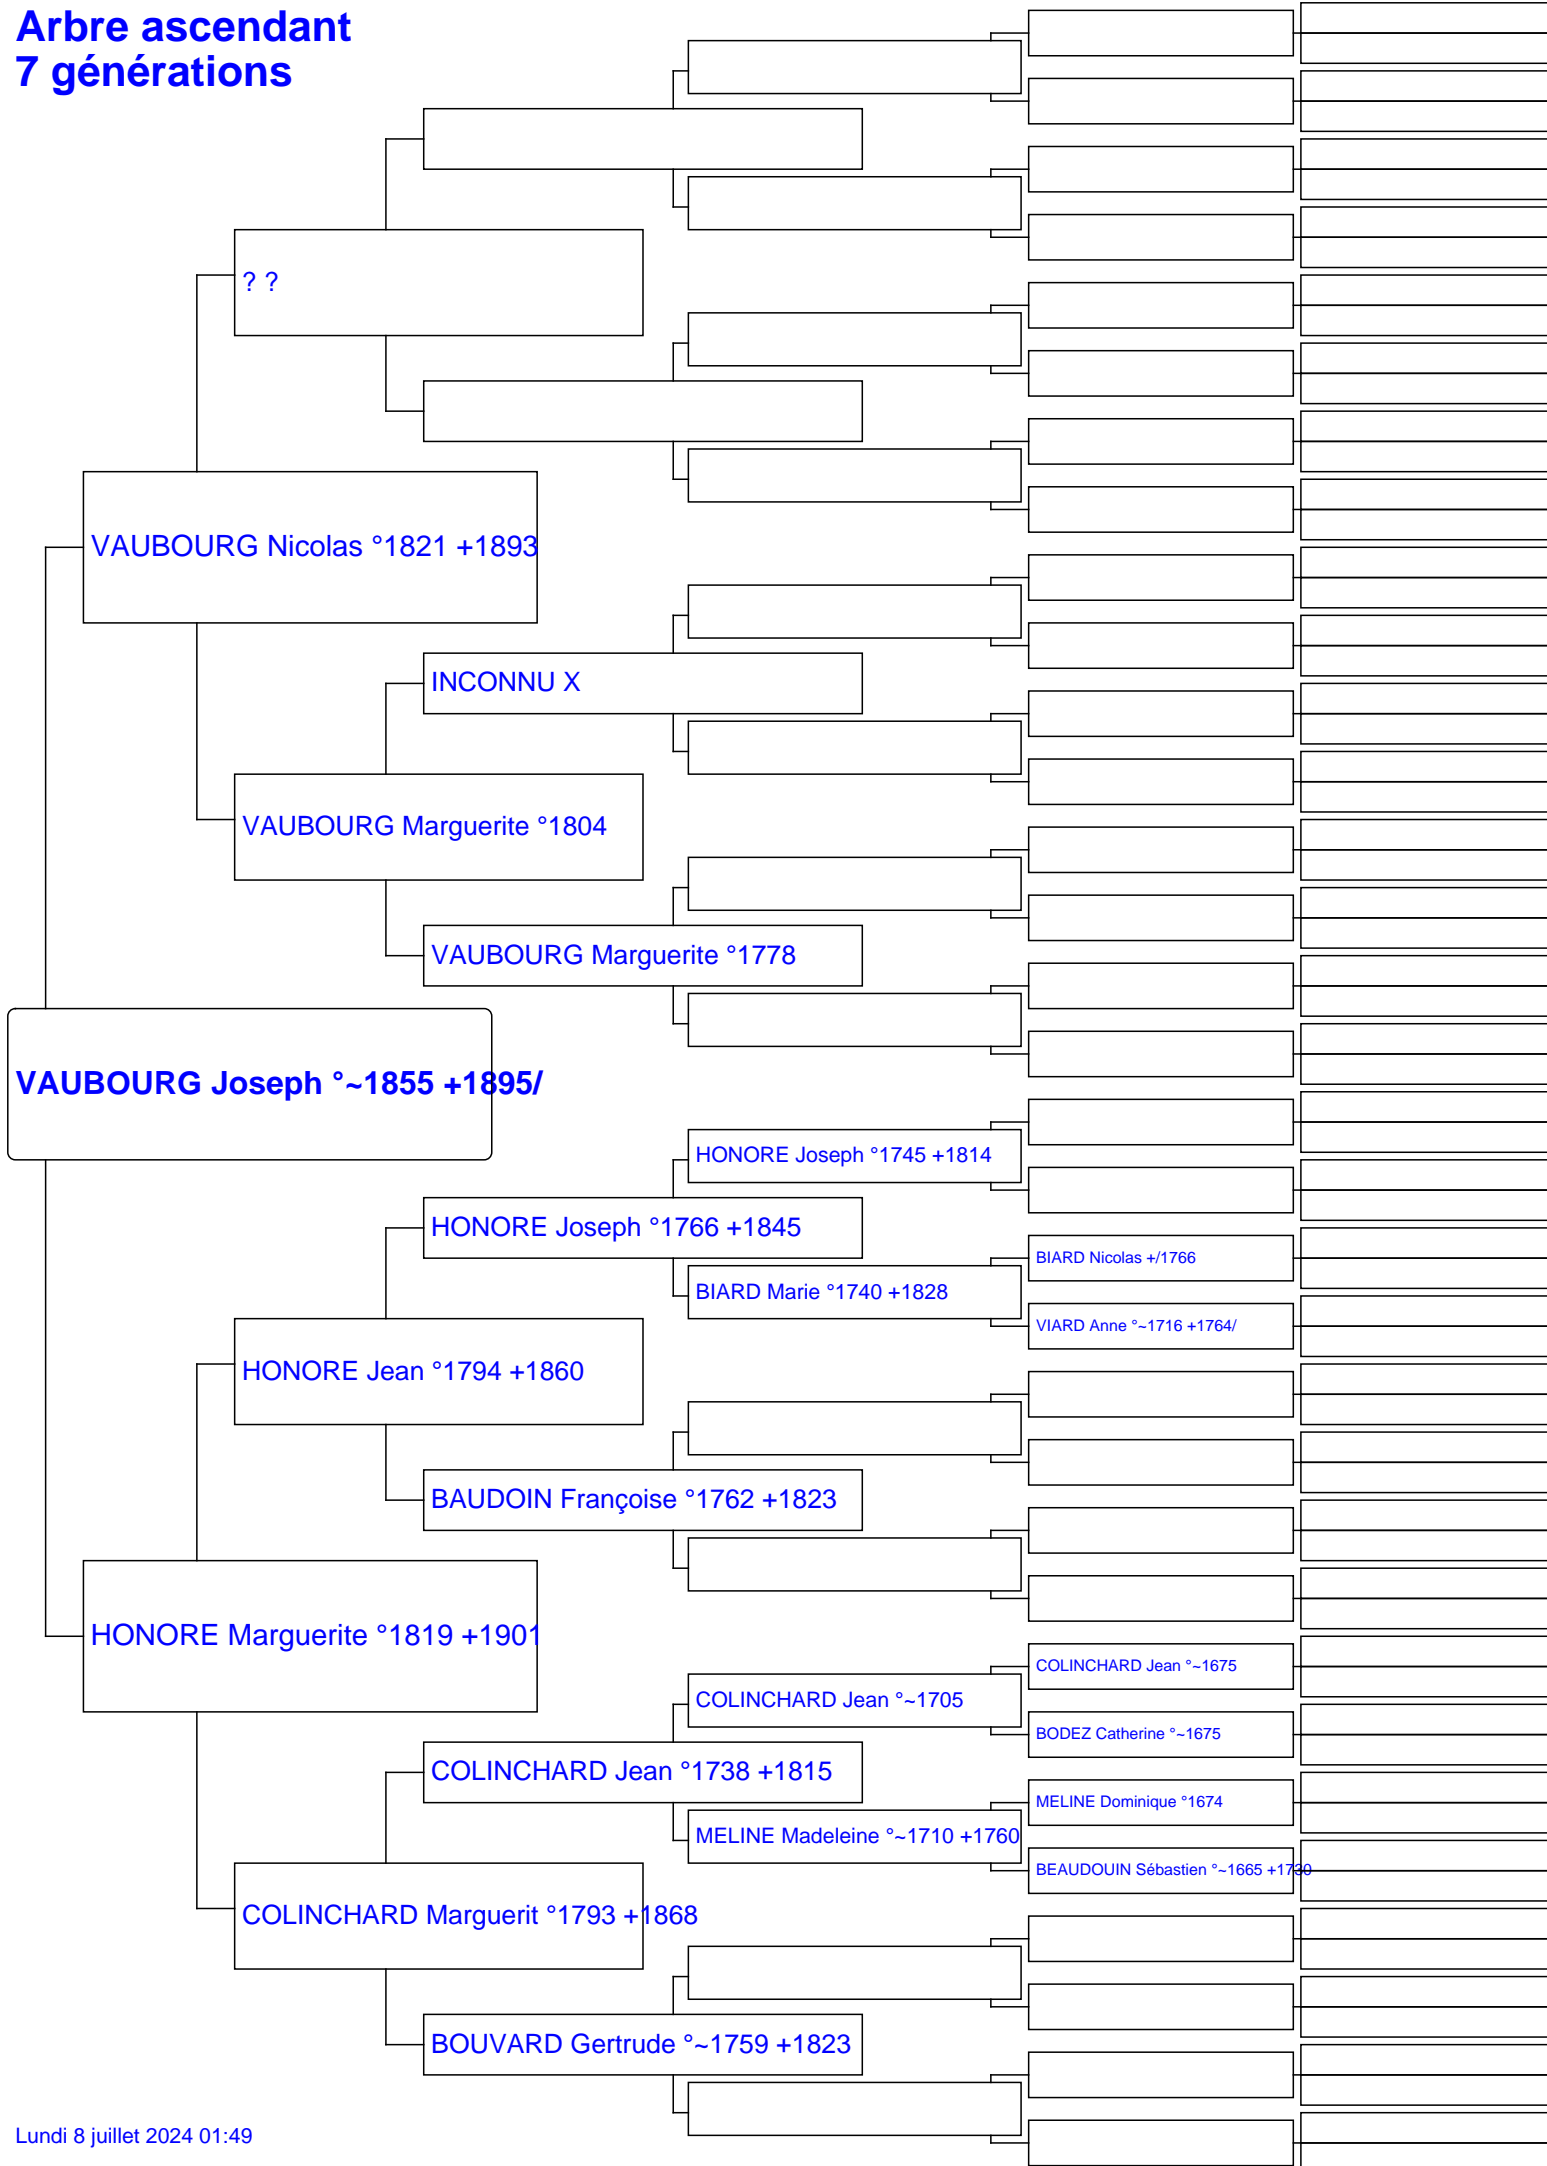 Arbre ascendant
7 générations
? ?
VAUBOURG Nicolas °1821 +1893
INCONNU X
VAUBOURG Marguerite °1804
VAUBOURG Marguerite °1778
VAUBOURG Joseph °~1855 +1895/
HONORE Joseph °1745 +1814
HONORE Joseph °1766 +1845
BIARD Nicolas +/1766
BIARD Marie °1740 +1828
VIARD Anne °~1716 +1764/
HONORE Jean °1794 +1860
BAUDOIN Françoise °1762 +1823
HONORE Marguerite °1819 +1901
COLINCHARD Jean °~1675
COLINCHARD Jean °~1705
BODEZ Catherine °~1675
COLINCHARD Jean °1738 +1815
MELINE Dominique °1674
MELINE Madeleine °~1710 +1760
BEAUDOUIN Sébastien °~1665 +1730
COLINCHARD Marguerit °1793 +1868
BOUVARD Gertrude °~1759 +1823
Lundi 8 juillet 2024 01:49